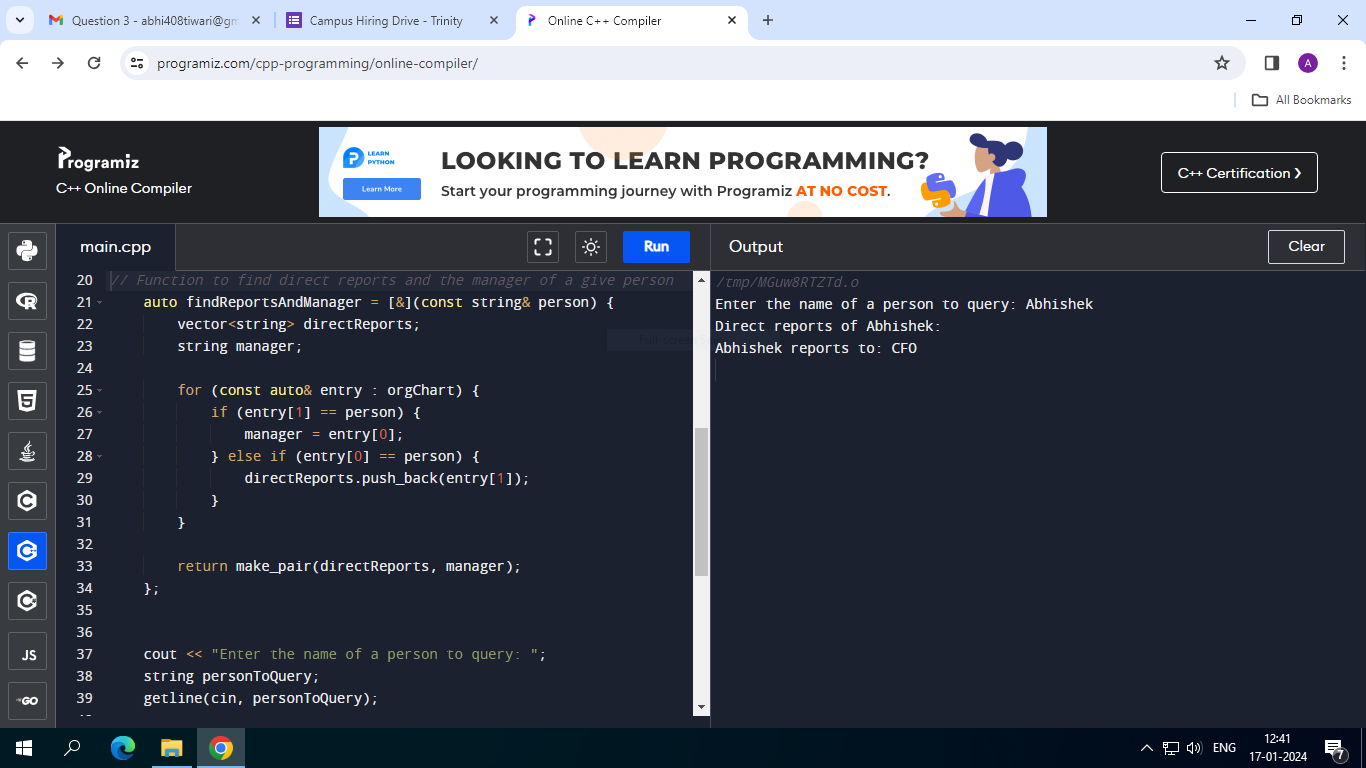 Question 3 - abhi408tiwari@gm
Campus Hiring Drive - Trinity
Online C++ Compiler
programiz.com/cpp-programming/online-compiler/
A
All Bookmarks
Programiz
C++ Online Compiler
LEARN
PYTHON
Learn More
LOOKING TO LEARN PROGRAMMING?
Start your programming journey with Programiz AT NO COST.
C++ Certification
main.cpp
Run
Output
Clear
20 // Function to find direct reports and the manager of a give person
21 auto findReportsAndManager = [&](const string& person) {
22 vector<string> directReports;
23 string manager;
24
25 for (const auto& entry : orgChart) {
26 if (entry[1] == person) {
27 manager = entry[0];
28 } else if (entry[0] == person) {
29 directReports.push_back(entry[1]);
30 }
31 }
32
33 return make_pair(directReports, manager);
34 };
35
36
37 cout << "Enter the name of a person to query: ";
38 string personToQuery;
39 getline(cin, personToQuery);
/tmp/MGuw8RTZTd.o
Enter the name of a person to query: Abhishek
Direct reports of Abhishek:
Abhishek reports to: CFO
JS
GO
ENG
12:41
17-01-2024
7